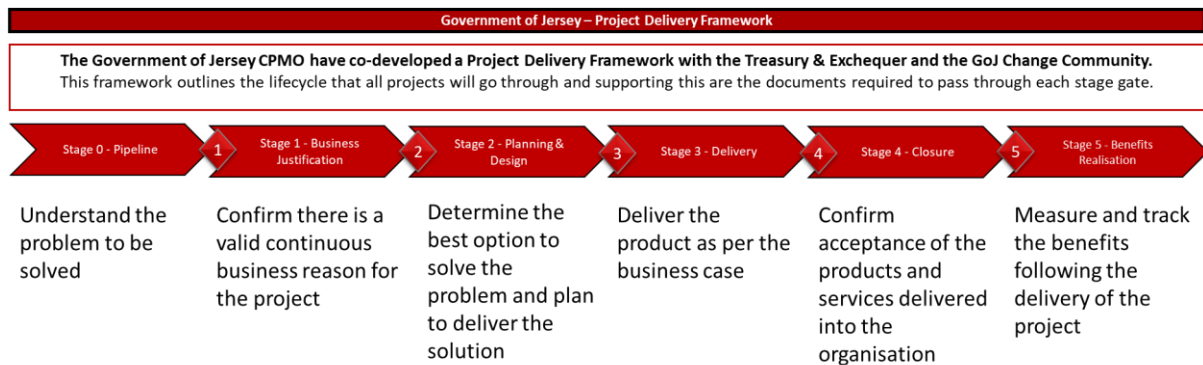 Government of Jersey – Project Delivery Framework
The Government of Jersey CPMO have co-developed a Project Delivery Framework with the Treasury & Exchequer and the GoJ Change Community.
This framework outlines the lifecycle that all projects will go through and supporting this are the documents required to pass through each stage gate.
Stage 0 - Pipeline
1
Stage 1 - Business
Justification
2
Stage 2 - Planning &
Design
3
Stage 3 - Delivery
4
Stage 4 - Closure
5
Stage 5 - Benefits
Realisation
Understand the
problem to be
solved
Confirm there is a
valid continuous
business reason for
the project
Determine the
best option to
solve the
problem and plan
to deliver the
solution
Deliver the
product as per the
business case
Confirm
acceptance of the
products and
services delivered
into the
organisation
Measure and track
the benefits
following the
delivery of the
project